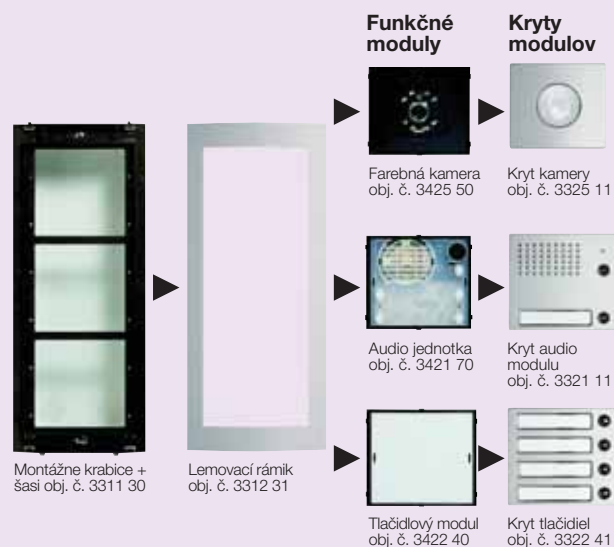 Funkčné
moduly
Kryty
modulov
Farebná kamera
obj. č. 3425 50
Kryt kamery
obj. č. 3325 11
Audio jednotka
obj. č. 3421 70
Kryt audio
modulu
obj. č. 3321 11
Montážne krabice +
šasi obj. č. 3311 30
Lemovací rámik
obj. č. 3312 31
Tlačidlový modul
obj. č. 3422 40
Kryt tlačidiel
obj. č. 3322 41